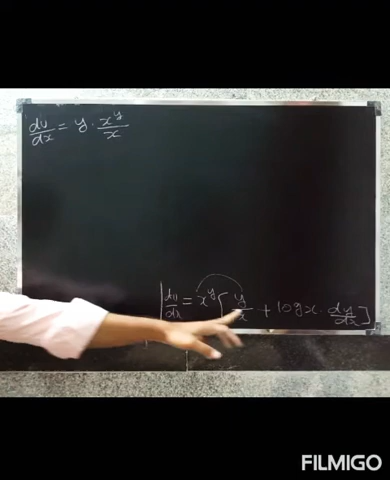 du/dx = y · x^y/x
du/dx = x^y [ y/x + log x · dy/dx ]
FILMIGO